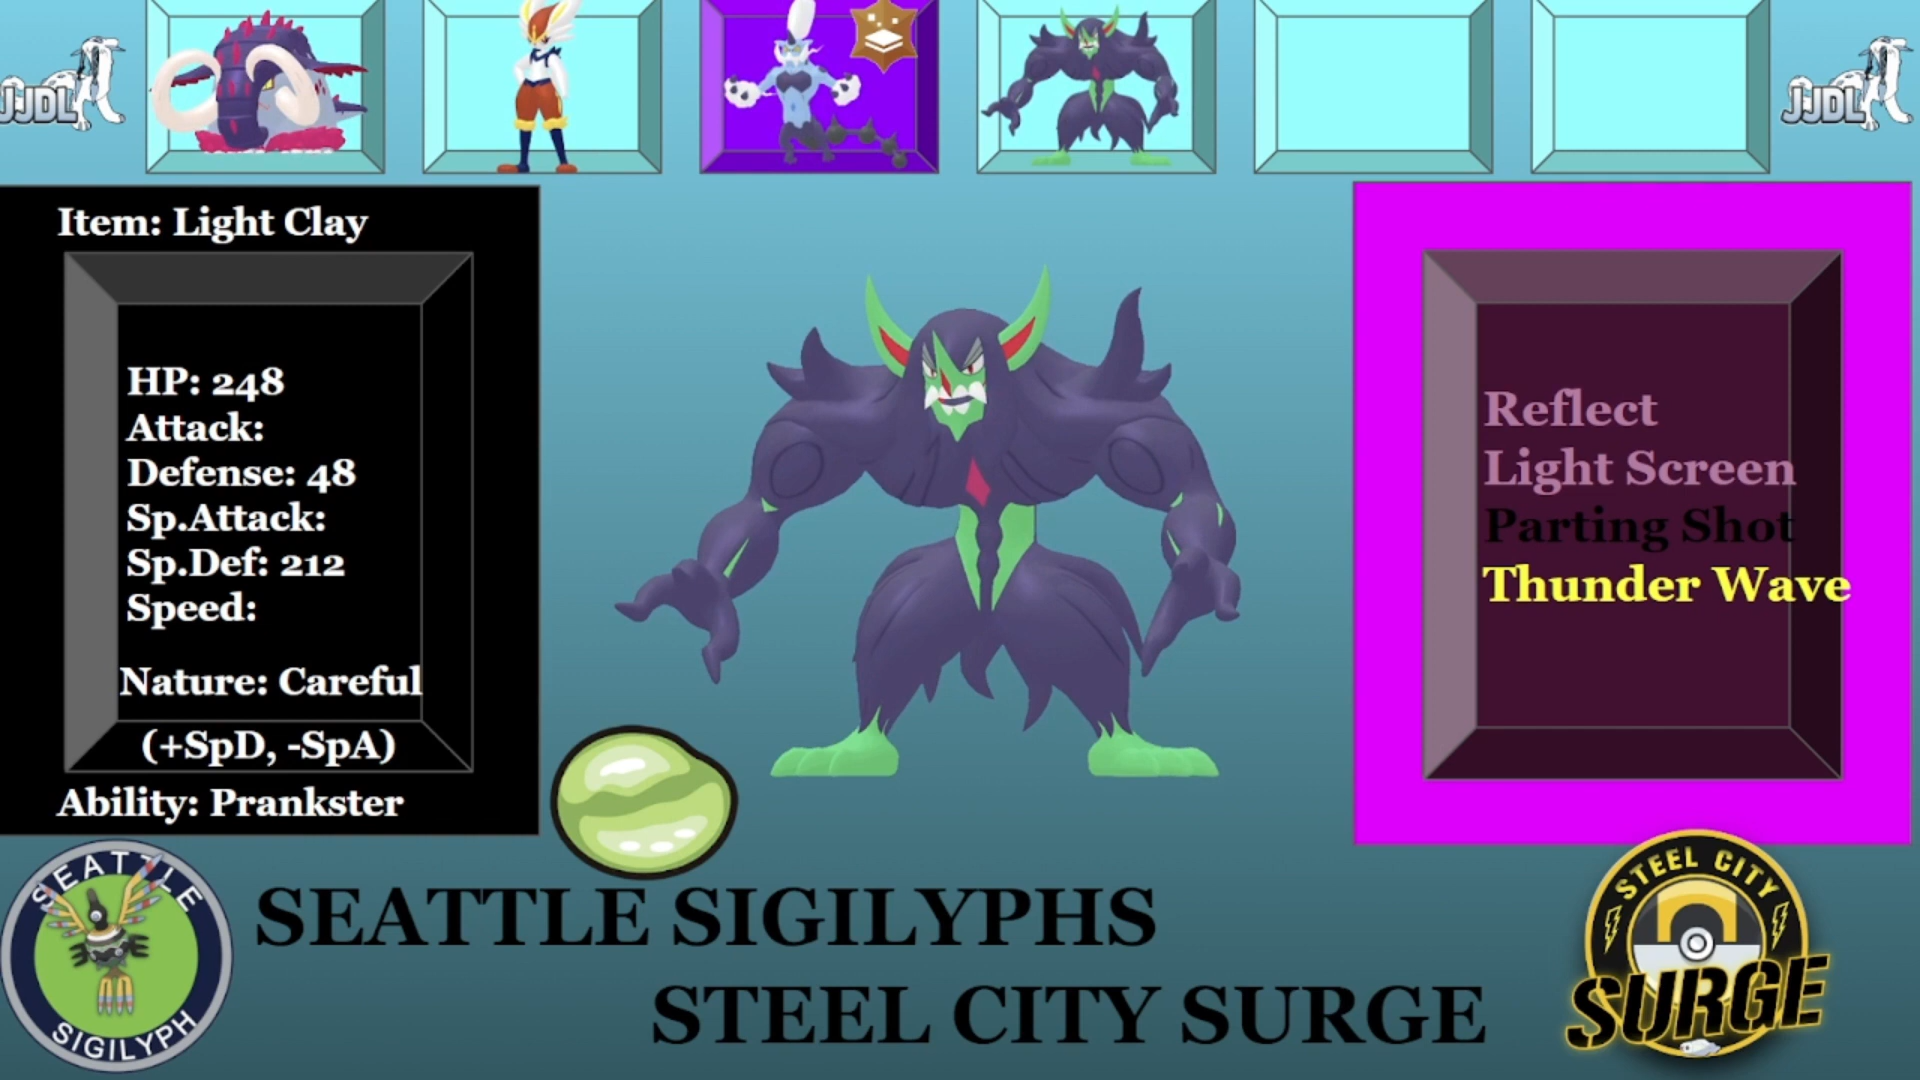 JJDL
JJDL
Item: Light Clay
HP: 248
Attack:
Defense: 48
Sp.Attack:
Sp.Def: 212
Speed:
Nature: Careful
(+SpD, -SpA)
Ability: Prankster
Reflect
Light Screen
Parting Shot
Thunder Wave
SEATTLE
SIGILYPH
SEATTLE SIGILYPHS
STEEL CITY SURGE
STEEL CITY
SURGE